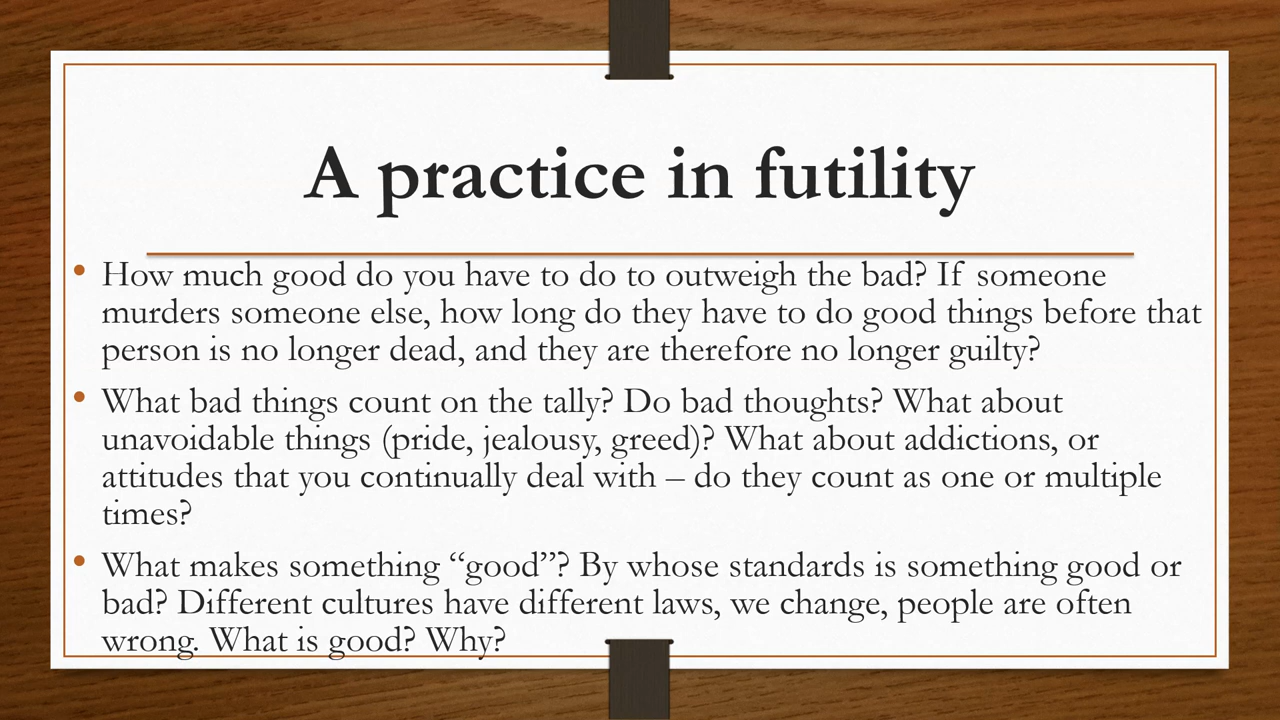 A practice in futility
• How much good do you have to do to outweigh the bad? If someone
murders someone else, how long do they have to do good things before that
person is no longer dead, and they are therefore no longer guilty?
• What bad things count on the tally? Do bad thoughts? What about
unavoidable things (pride, jealousy, greed)? What about addictions, or
attitudes that you continually deal with – do they count as one or multiple
times?
• What makes something “good”? By whose standards is something good or
bad? Different cultures have different laws, we change, people are often
wrong. What is good? Why?